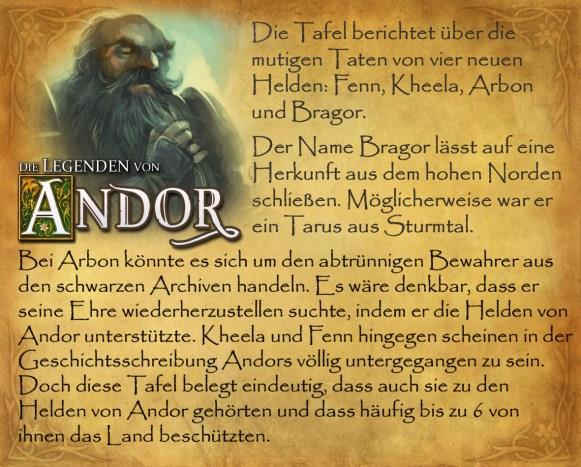 Die Tafel berichtet über die
mutigen Taten von vier neuen
Helden: Fenn, Kheela, Arbon
und Bragor.
Der Name Bragor lässt auf eine
Herkunft aus dem hohen Norden
schließen. Möglicherweise war er
ein Tarus aus Sturmtal.
DIE LEGENDEN VON
ANDOR
Bei Arbon könnte es sich um den abtrünnigen Bewahrer aus
den schwarzen Archiven handeln. Es wäre denkbar, dass er
seine Ehre wiederherzustellen suchte, indem er die Helden von
Andor unterstützte. Kheela und Fenn hingegen scheinen in der
Geschichtsschreibung Andors völlig untergegangen zu sein.
Doch diese Tafel belegt eindeutig, dass auch sie zu den
Helden von Andor gehörten und dass häufig bis zu 6 von
ihnen das Land beschützten.